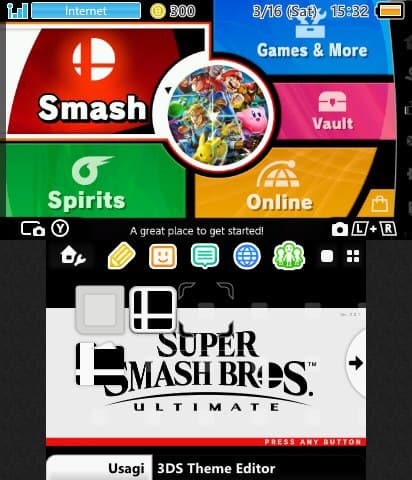 Internet 300 3/16 (Sat) 15:32
Games & More
Smash
Vault
Spirits
Online
A great place to get started!
Y L + R
SUPER
SMASH BROS.™
ULTIMATE
PRESS ANY BUTTON
Usagi 3DS Theme Editor